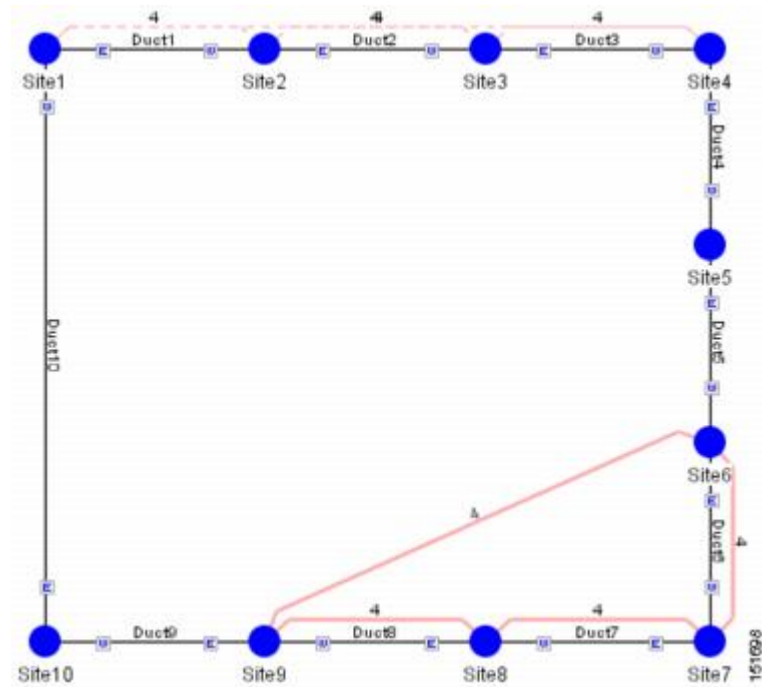 4 4 4
Duct1 Duct2 Duct3
E W E W E W
Site1 Site2 Site3 Site4
W E
Duct4
W
Site5
E
Duct5
W
Duct10
Site6
4 E
4
W
E
4 4
Duct9 Duct8 Duct7
W E W E W E
Site10 Site9 Site8 Site7
151698